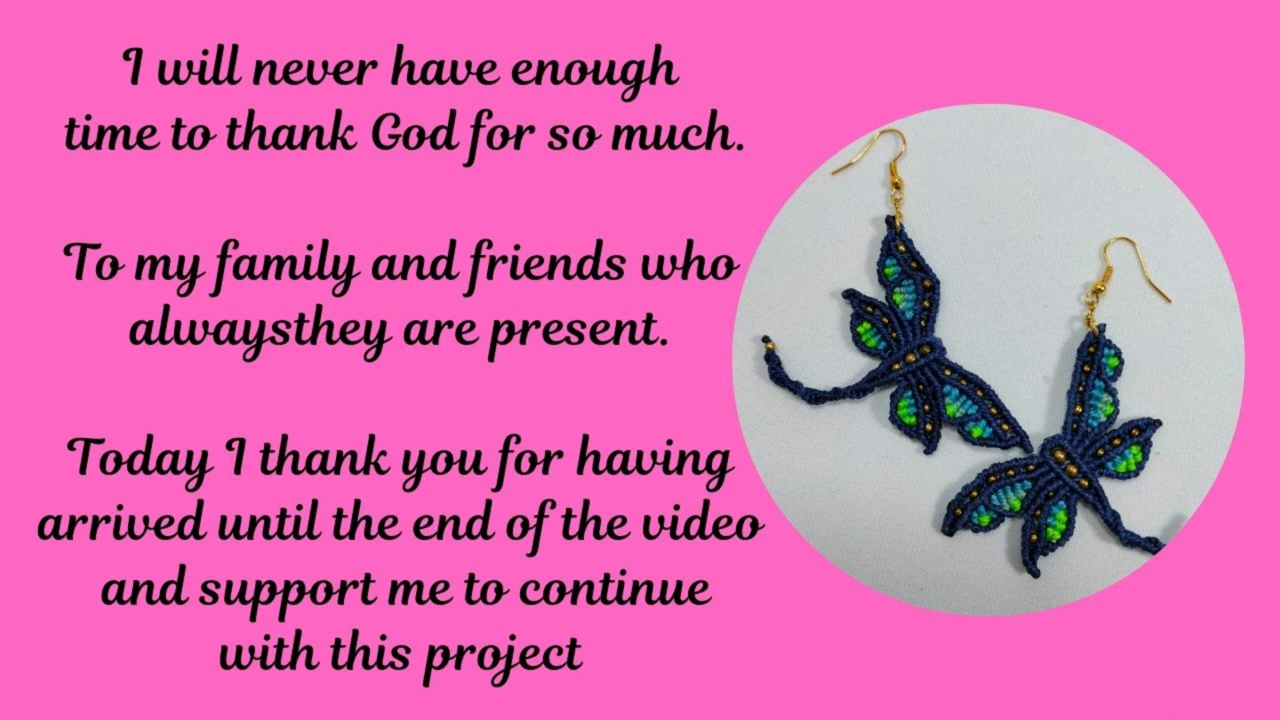 I will never have enough
time to thank God for so much.
To my family and friends who
alwaysthey are present.
Today I thank you for having
arrived until the end of the video
and support me to continue
with this project